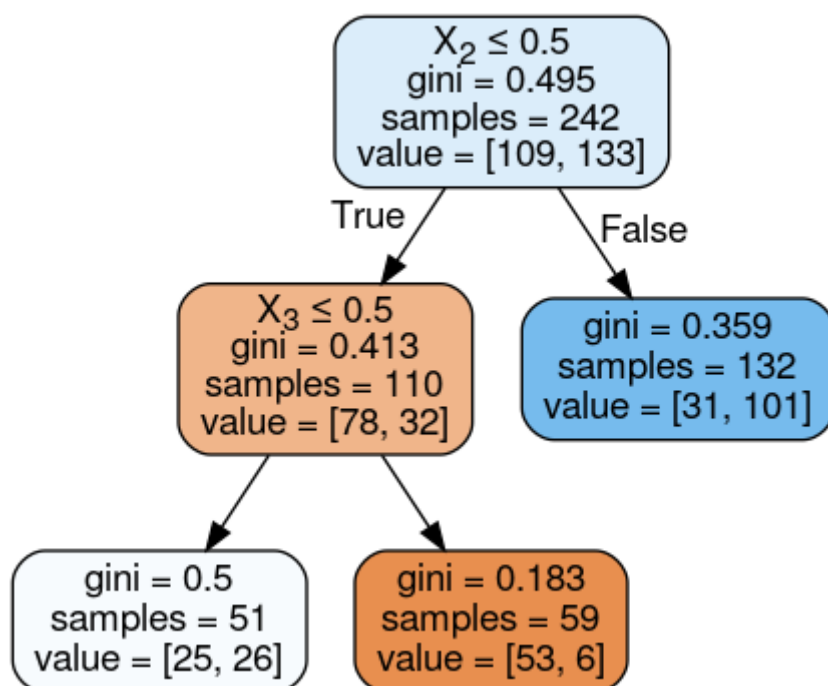 X₂ ≤ 0.5
gini = 0.495
samples = 242
value = [109, 133]
True
False
X₃ ≤ 0.5
gini = 0.413
samples = 110
value = [78, 32]
gini = 0.359
samples = 132
value = [31, 101]
gini = 0.5
samples = 51
value = [25, 26]
gini = 0.183
samples = 59
value = [53, 6]